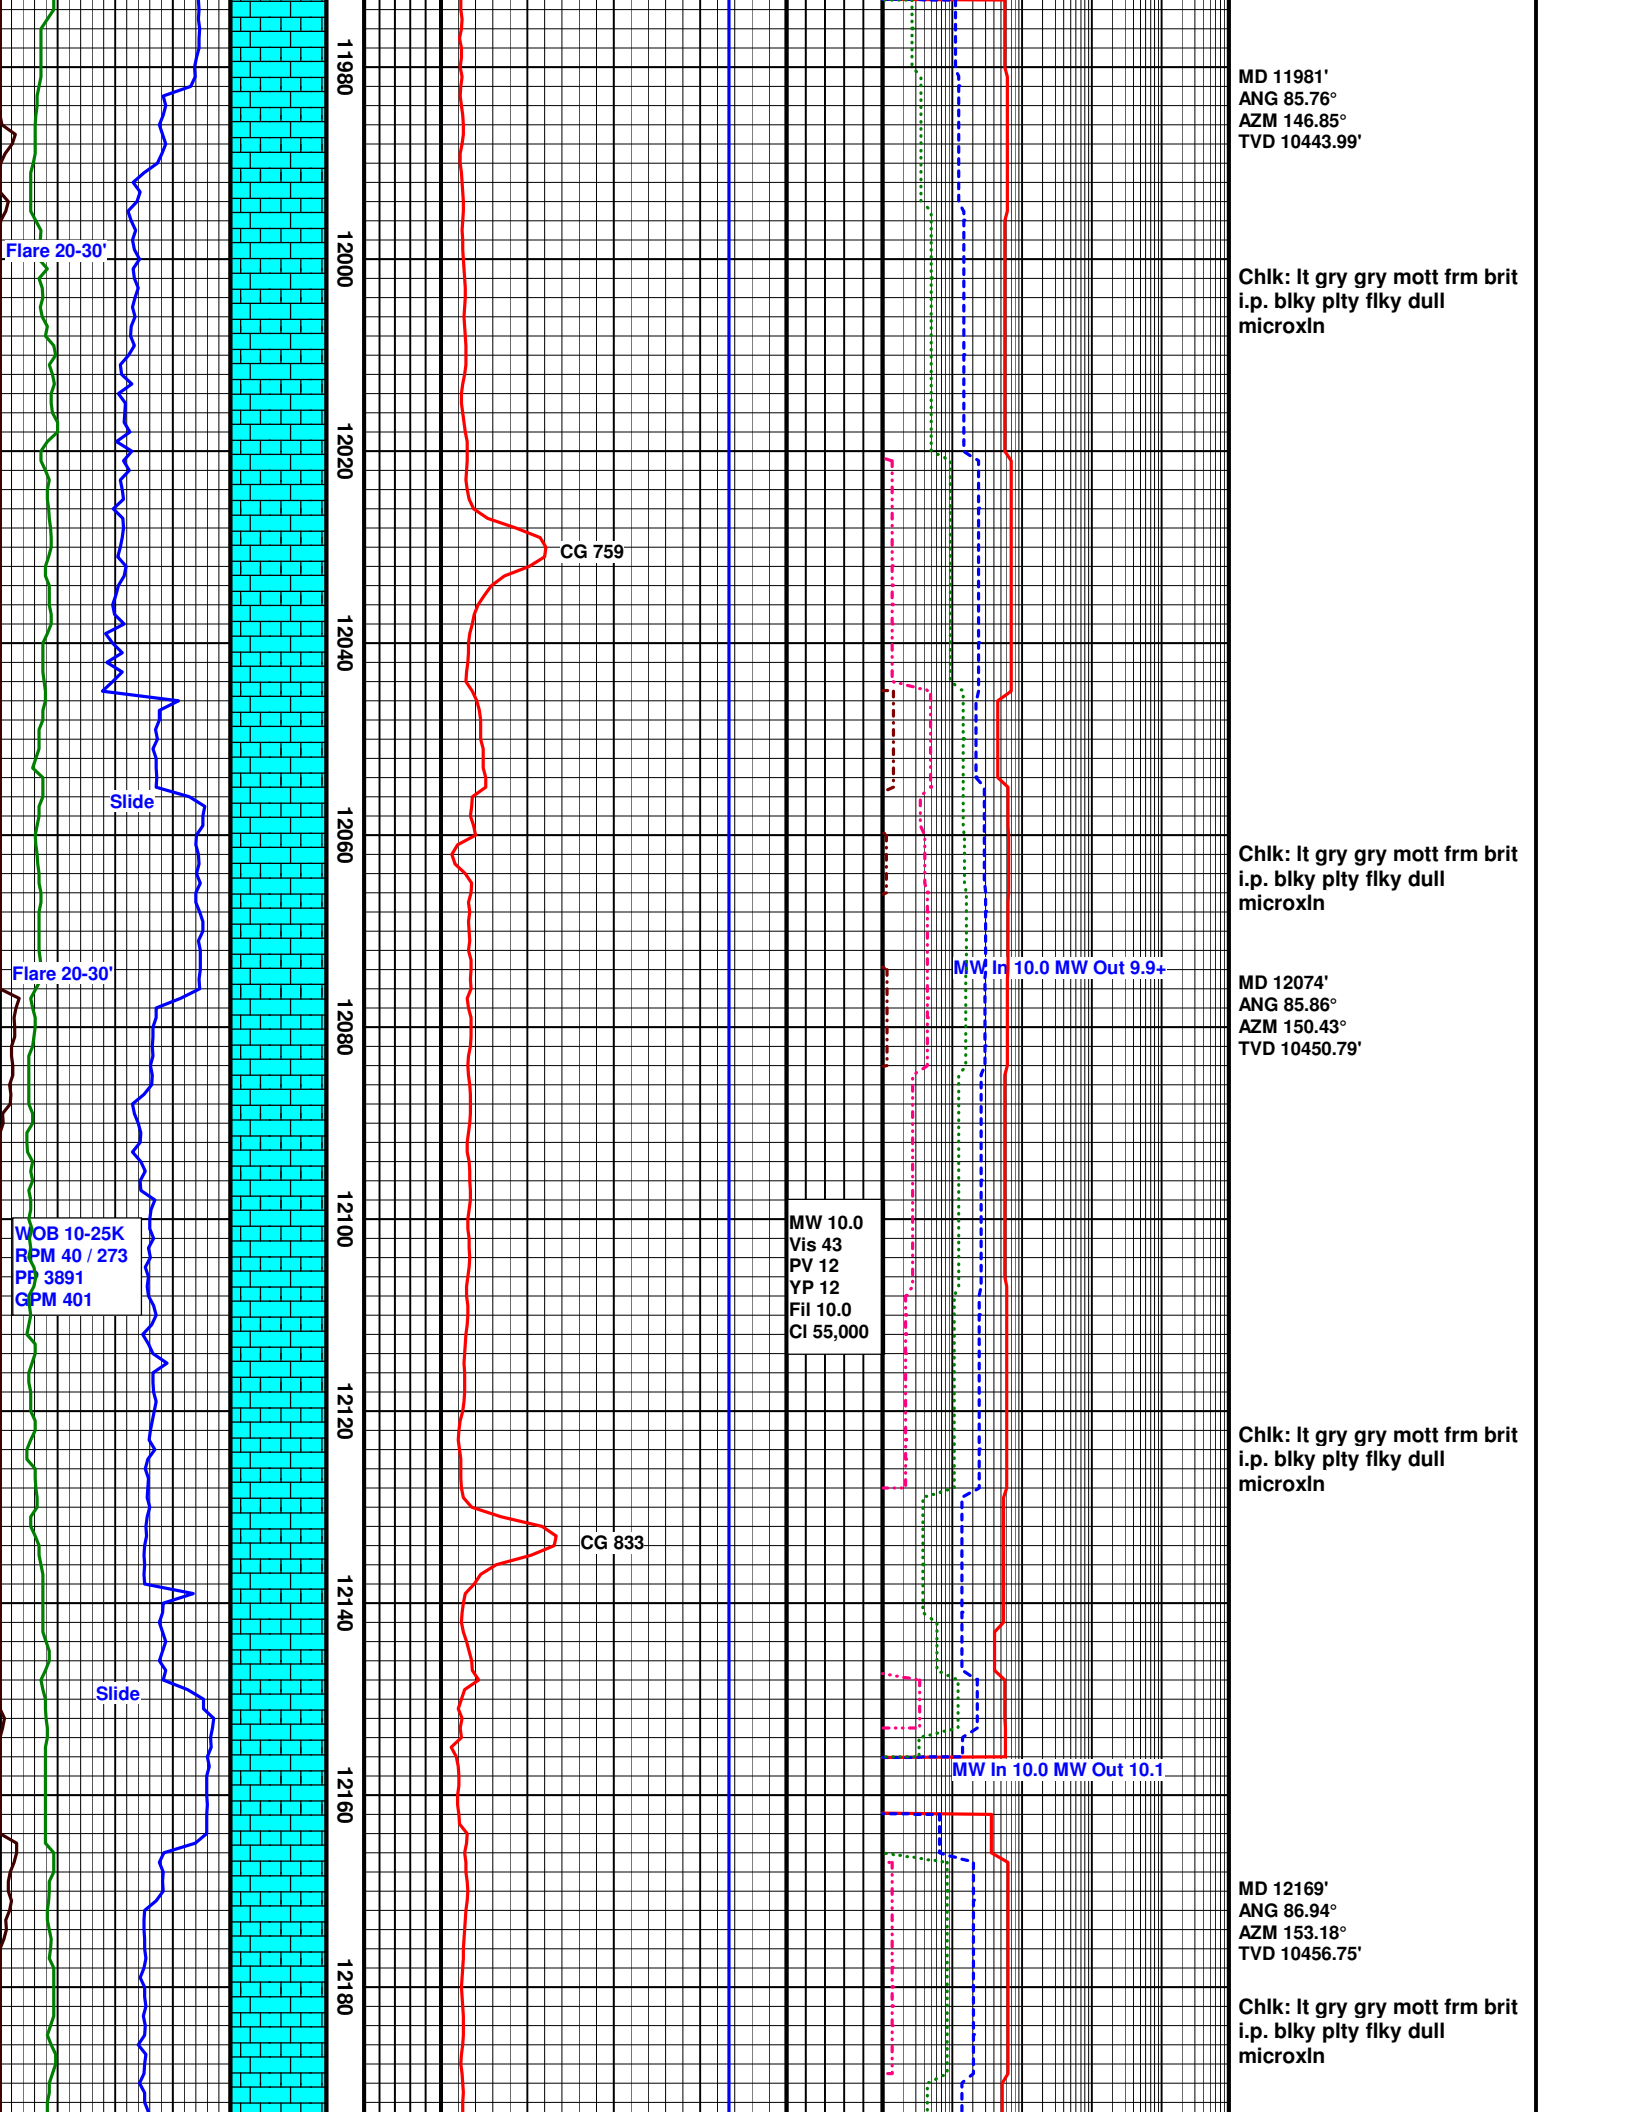 11980
MD 11981'
ANG 85.76°
AZM 146.85°
TVD 10443.99'
Flare 20-30'
12000
Chlk: lt gry gry mott frm brit
i.p. blky plty flky dull
microxln
12020
CG 759
12040
Slide
12060
Chlk: lt gry gry mott frm brit
i.p. blky plty flky dull
microxln
Flare 20-30'
MW In 10.0 MW Out 9.9+
MD 12074'
ANG 85.86°
AZM 150.43°
TVD 10450.79'
12080
12100
WOB 10-25K
RPM 40 / 273
PP 3891
GPM 401
MW 10.0
Vis 43
PV 12
YP 12
Fil 10.0
Cl 55,000
12120
Chlk: lt gry gry mott frm brit
i.p. blky plty flky dull
microxln
CG 833
12140
Slide
MW In 10.0 MW Out 10.1
12160
MD 12169'
ANG 86.94°
AZM 153.18°
TVD 10456.75'
12180
Chlk: lt gry gry mott frm brit
i.p. blky plty flky dull
microxln